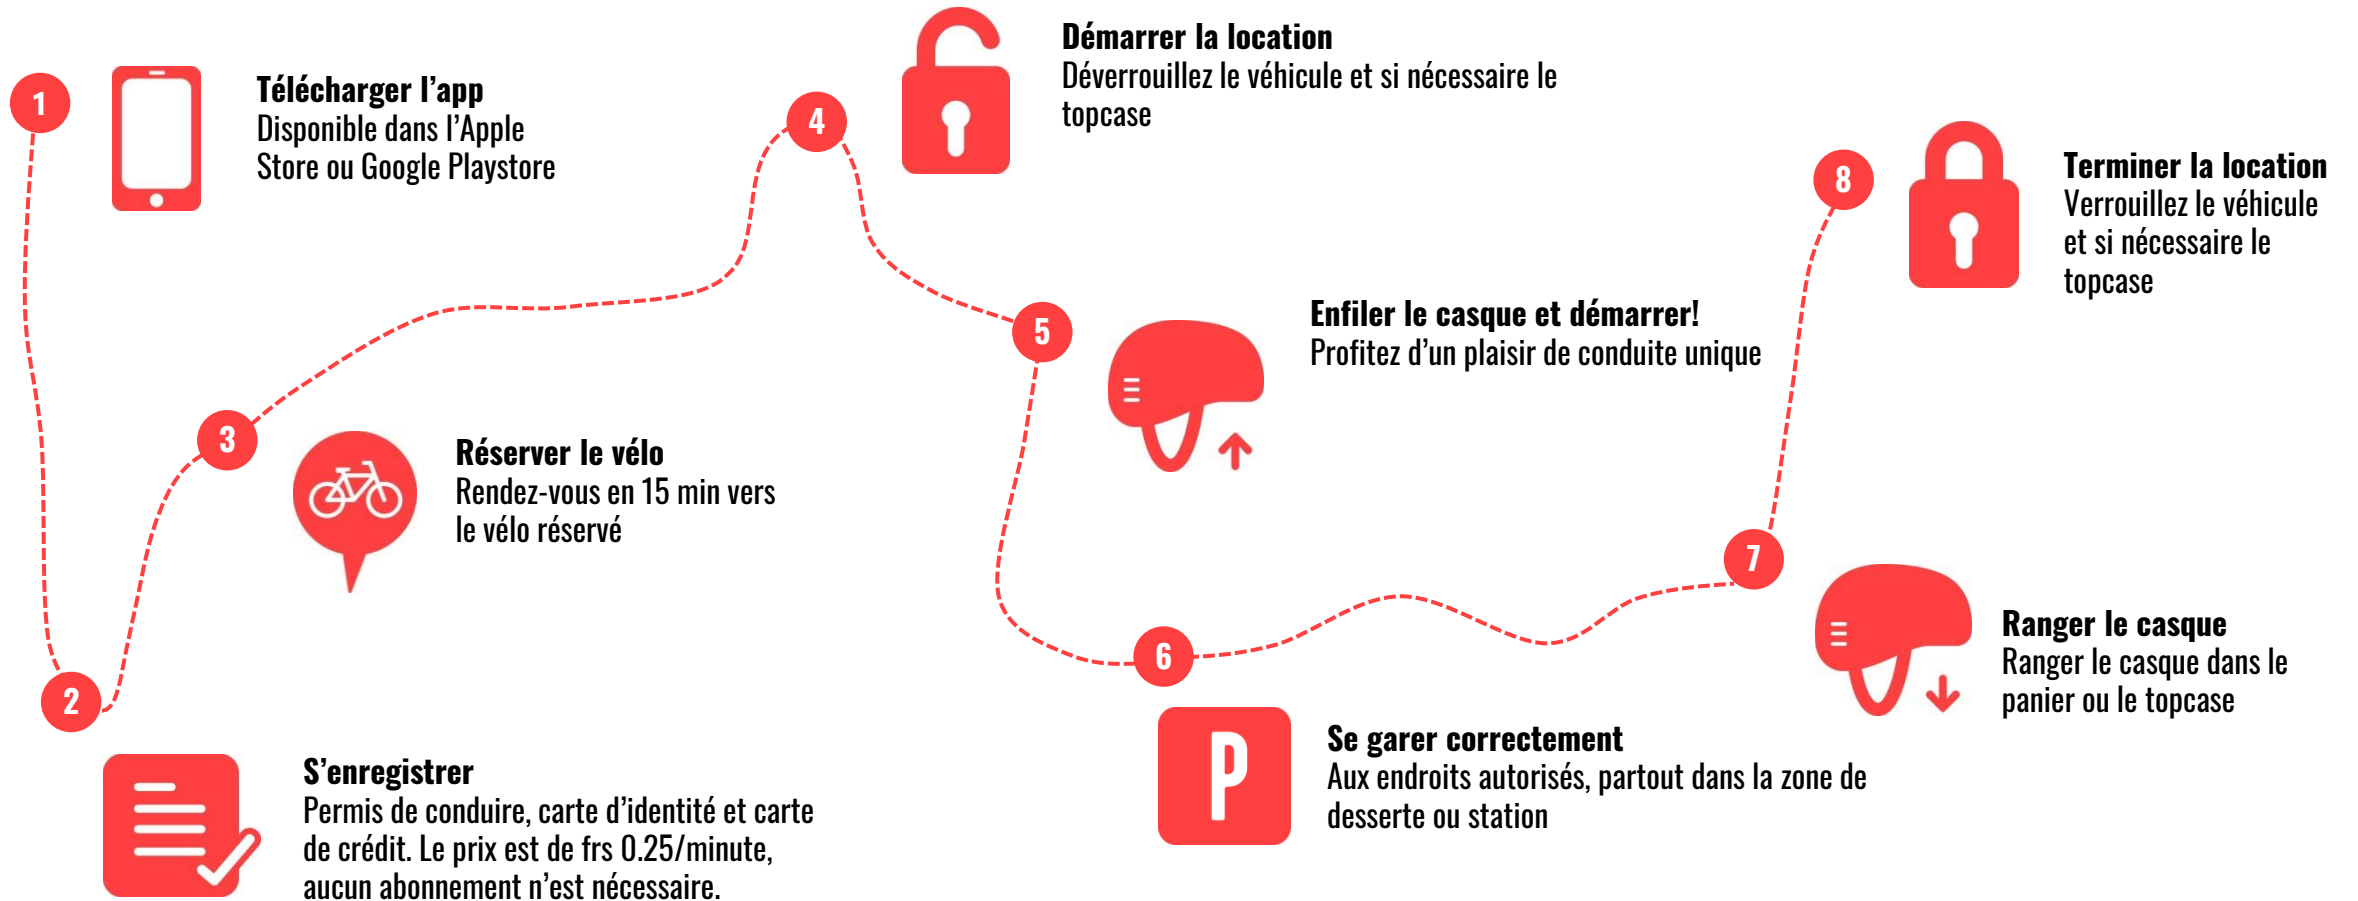 1
Télécharger l’app
Disponible dans l’Apple
Store ou Google Playstore
2
S’enregistrer
Permis de conduire, carte d’identité et carte
de crédit. Le prix est de frs 0.25/minute,
aucun abonnement n’est nécessaire.
3
Réserver le vélo
Rendez-vous en 15 min vers
le vélo réservé
4
Démarrer la location
Déverrouillez le véhicule et si nécessaire le
topcase
5
Enfiler le casque et démarrer!
Profitez d’un plaisir de conduite unique
6
P
Se garer correctement
Aux endroits autorisés, partout dans la zone de
desserte ou station
7
Ranger le casque
Ranger le casque dans le
panier ou le topcase
8
Terminer la location
Verrouillez le véhicule
et si nécessaire le
topcase